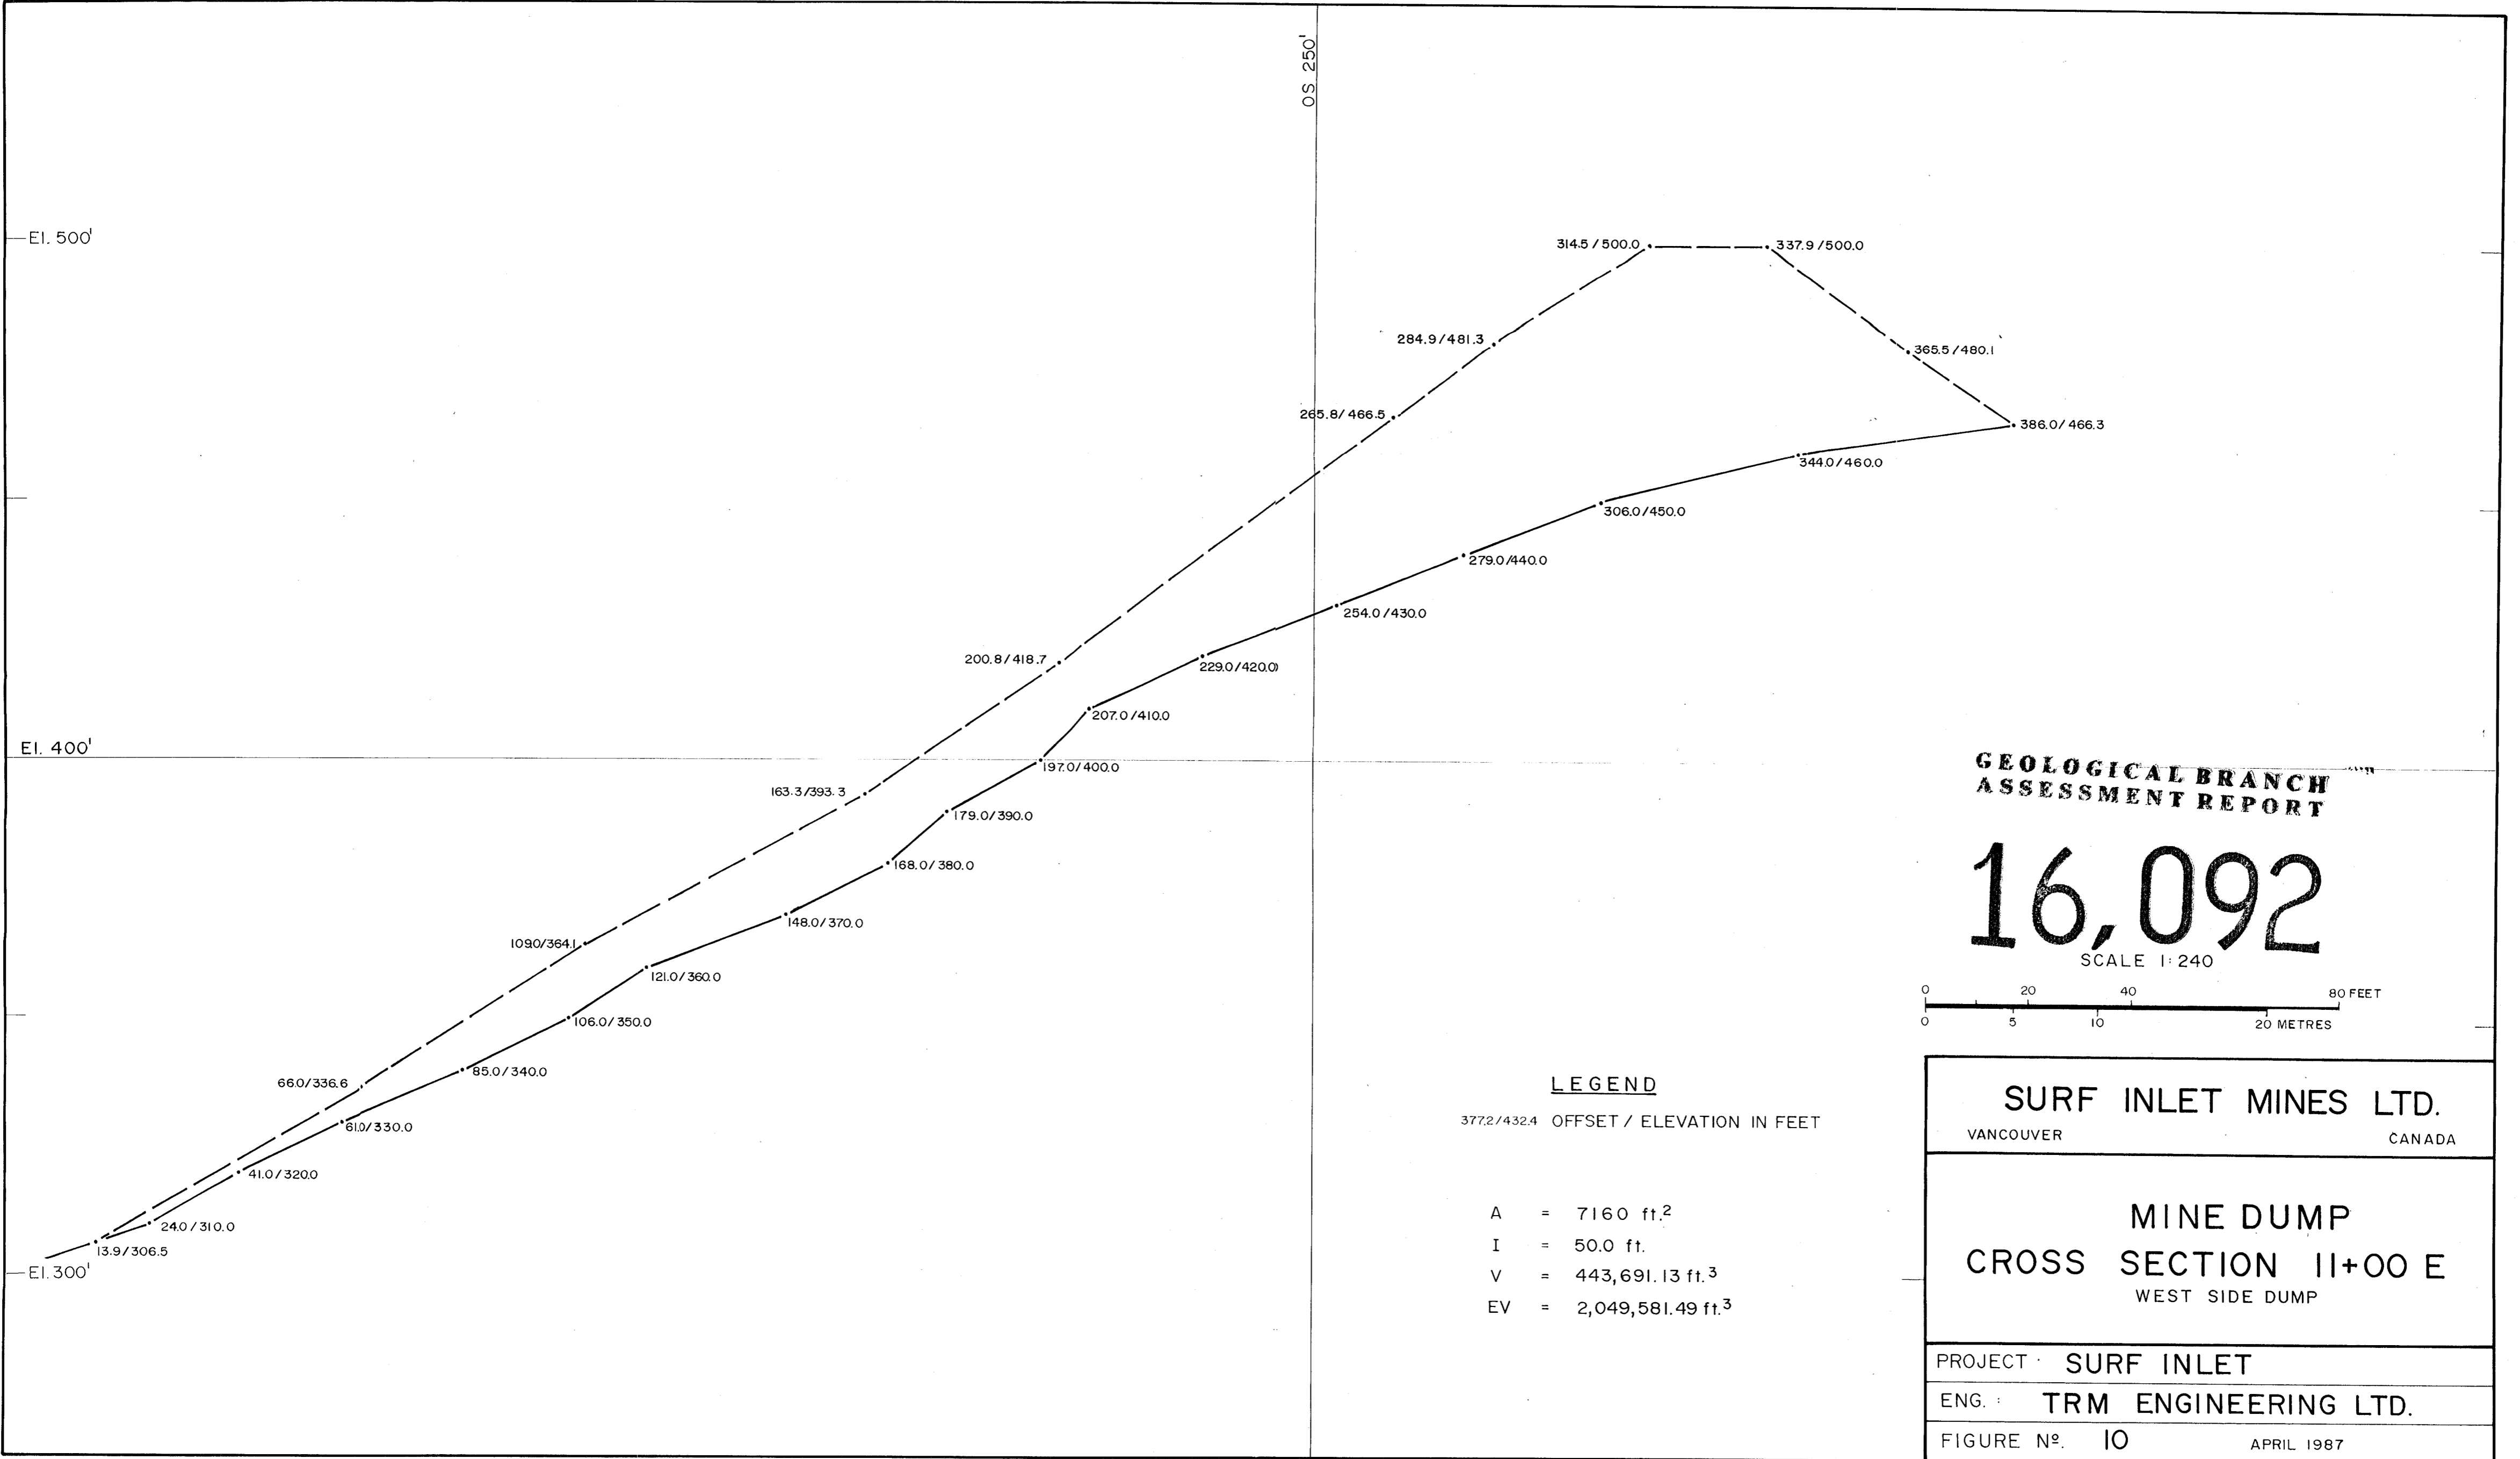 OS 250'
El. 500'
314.5/500.0
337.9/500.0
284.9/481.3
365.5/480.1
265.8/466.5
386.0/466.3
344.0/460.0
306.0/450.0
279.0/440.0
254.0/430.0
200.8/418.7
229.0/420.0)
207.0/410.0
El. 400'
197.0/400.0
163.3/393.3
179.0/390.0
168.0/380.0
148.0/370.0
109.0/364.1
121.0/360.0
106.0/350.0
85.0/340.0
66.0/336.6
61.0/330.0
41.0/320.0
24.0/310.0
13.9/306.5
El. 300'
GEOLOGICAL BRANCH
ASSESSMENT REPORT
16,092
SCALE 1:240
0 20 40 80 FEET
0 5 10 20 METRES
LEGEND
377.2/432.4 OFFSET / ELEVATION IN FEET
A = 7160 ft.²
I = 50.0 ft.
V = 443,691.13 ft.³
EV = 2,049,581.49 ft.³
SURF INLET MINES LTD.
VANCOUVER CANADA
MINE DUMP
CROSS SECTION 11+00 E
WEST SIDE DUMP
PROJECT : SURF INLET
ENG. : TRM ENGINEERING LTD.
FIGURE Nº. 10 APRIL 1987